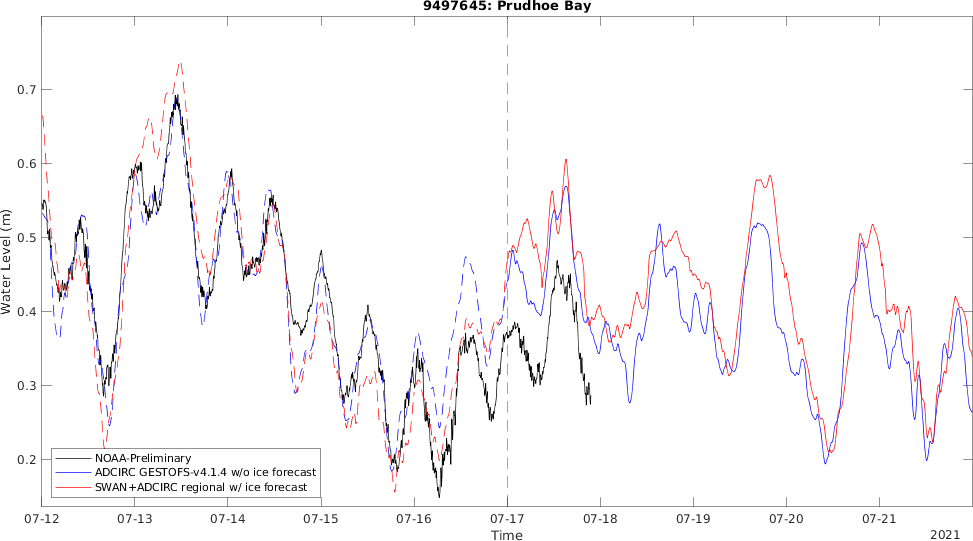 9497645: Prudhoe Bay
Water Level (m)
0.7
0.6
0.5
0.4
0.3
0.2
NOAA-Preliminary
ADCIRC GESTOFS-v4.1.4 w/o ice forecast
SWAN+ADCIRC regional w/ ice forecast
07-12 07-13 07-14 07-15 07-16 07-17 07-18 07-19 07-20 07-21
Time
2021